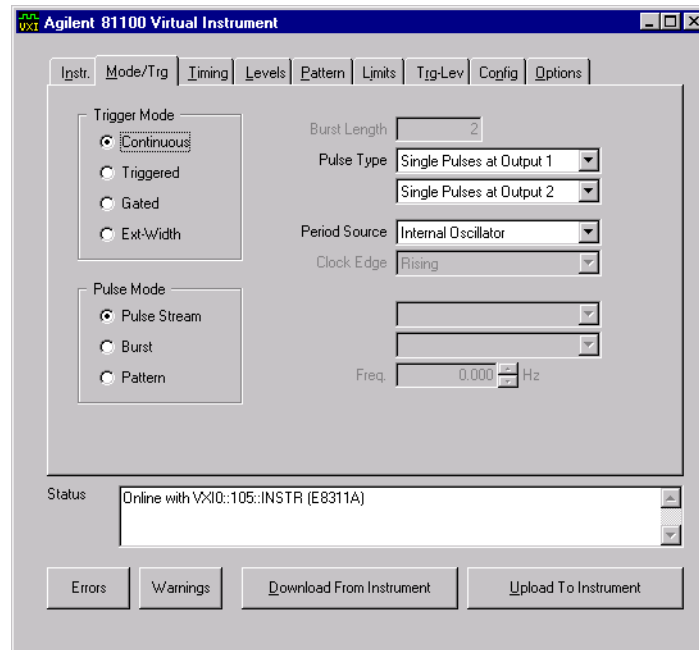 VXI Agilent 81100 Virtual Instrument
Instr. Mode/Trg Timing Levels Pattern Limits Trg-Lev Config Options
Trigger Mode
Continuous
Triggered
Gated
Ext-Width
Burst Length 2
Pulse Type Single Pulses at Output 1
Single Pulses at Output 2
Period Source Internal Oscillator
Clock Edge Rising
Pulse Mode
Pulse Stream
Burst
Pattern
Freq. 0.000 Hz
Status Online with VXI0::105::INSTR (E8311A)
Errors Warnings Download From Instrument Upload To Instrument